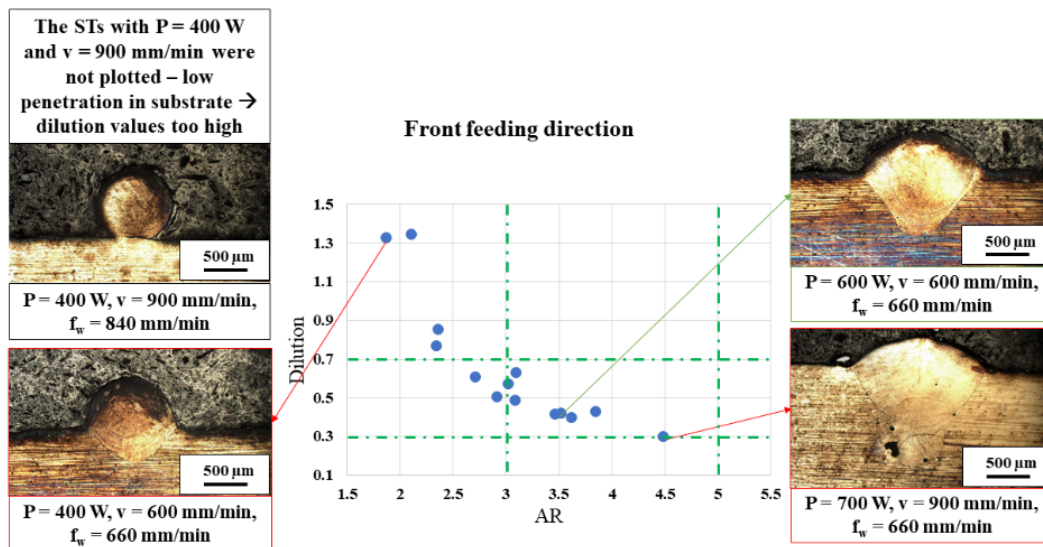 The STs with P = 400 W
and v = 900 mm/min were
not plotted – low
penetration in substrate →
dilution values too high
500 µm
P = 400 W, v = 900 mm/min,
f_w = 840 mm/min
500 µm
P = 400 W, v = 600 mm/min,
f_w = 660 mm/min
Front feeding direction
1.5
1.3
1.1
0.9
0.7
0.5
0.3
0.1
Dilution
1.5 2 2.5 3 3.5 4 4.5 5 5.5
AR
500 µm
P = 600 W, v = 600 mm/min,
f_w = 660 mm/min
500 µm
P = 700 W, v = 900 mm/min,
f_w = 660 mm/min